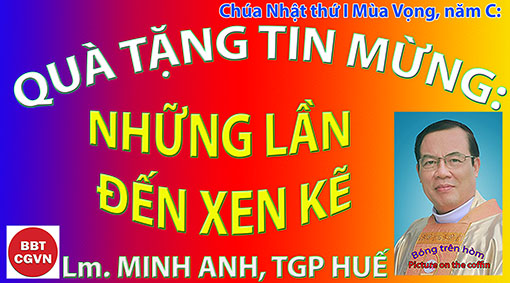 Chúa Nhật thứ I Mùa Vọng, năm C:
QUÀ TẶNG TIN MỪNG:
NHỮNG LẦN
ĐẾN XEN KẼ
Bóng trên hòm
Picture on the coffin
BBT
CGVN
Lm. MINH ANH, TGP HUẾ